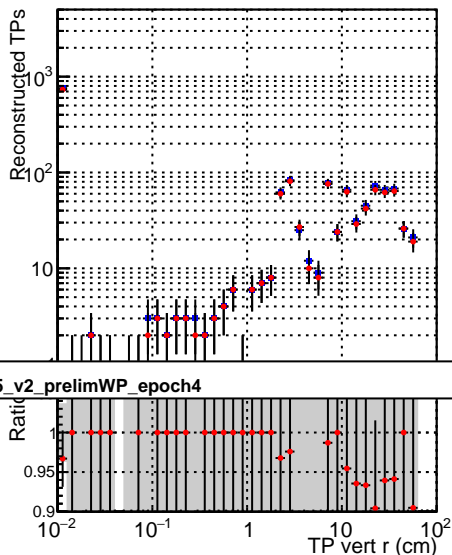 Reconstructed TPs
10³
10²
10
1
5_v2_prelimWP_epoch4
Ratio
1
0.95
0.9
10⁻² 10⁻¹ 1 10 10²
TP vert r (cm)